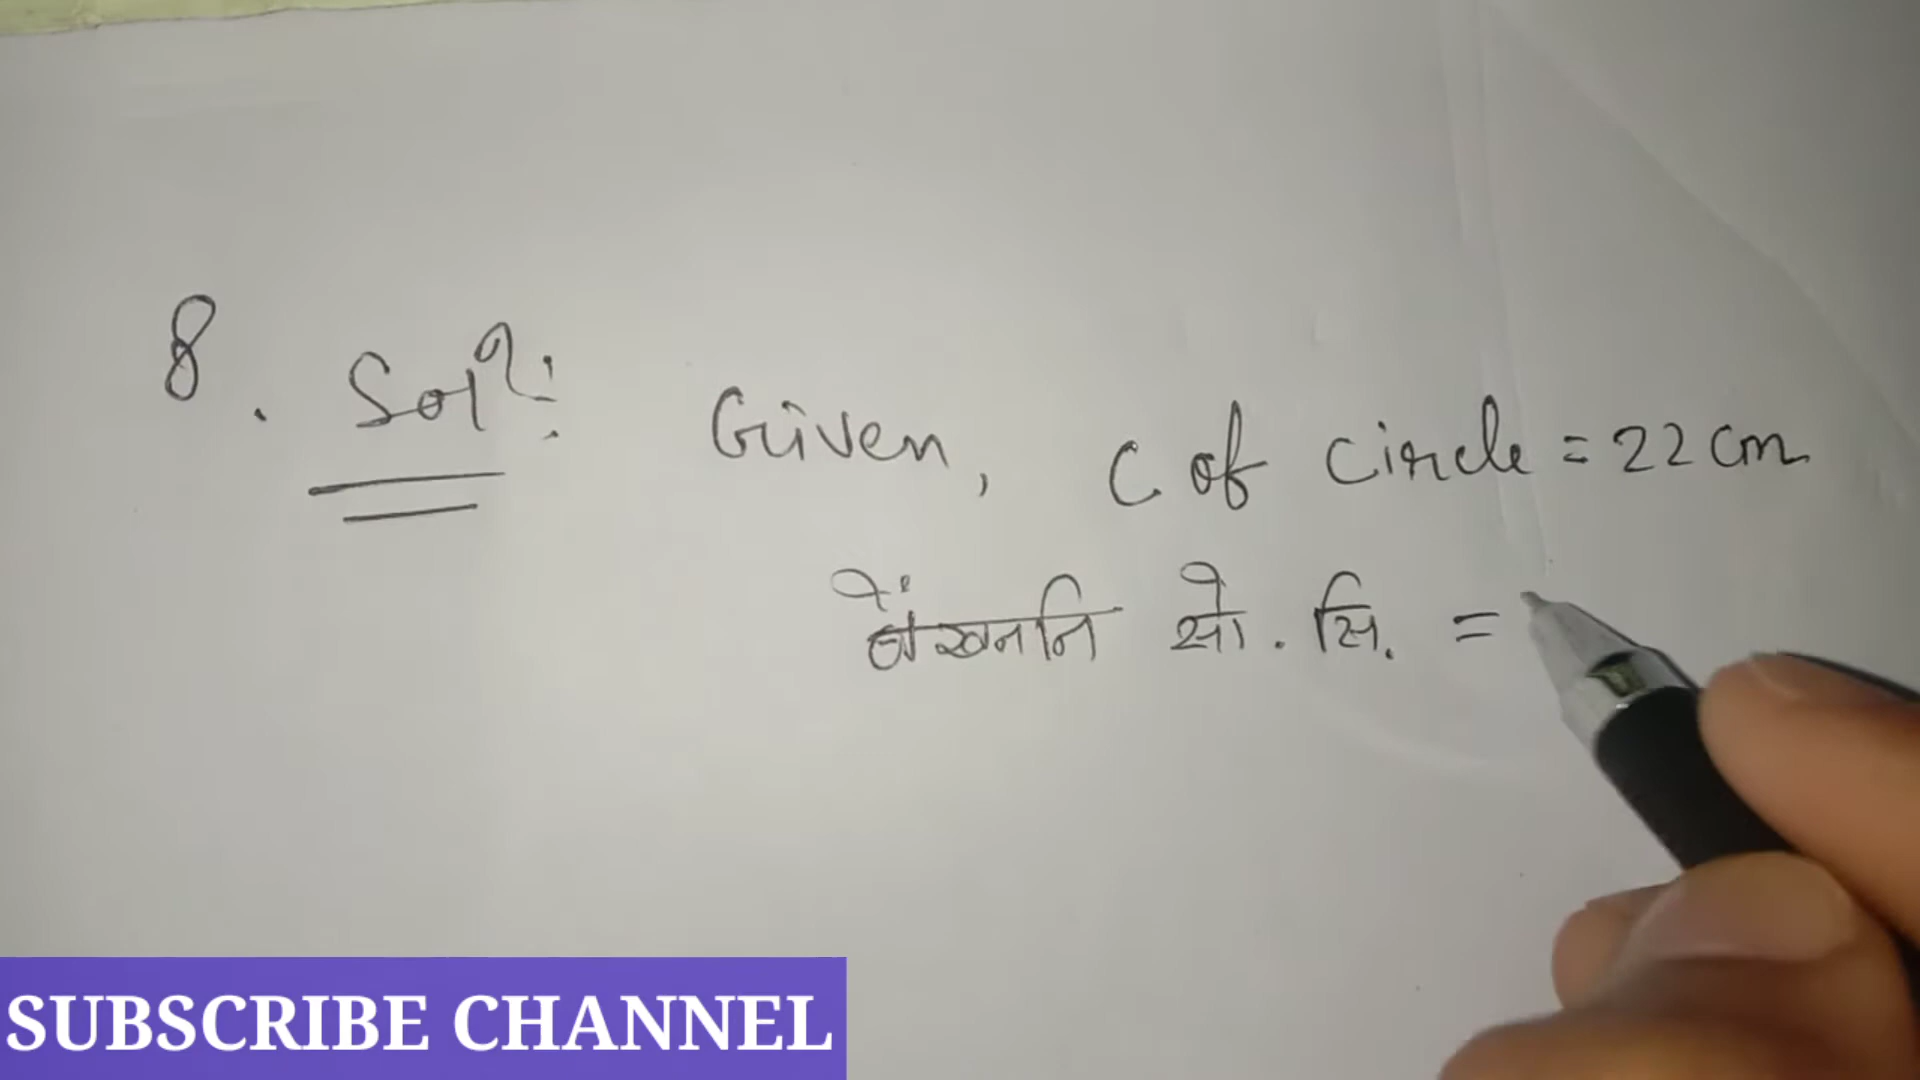 8. Solⁿ: Given, C of circle = 22 cm
बेंखननि सो. सि. =
SUBSCRIBE CHANNEL